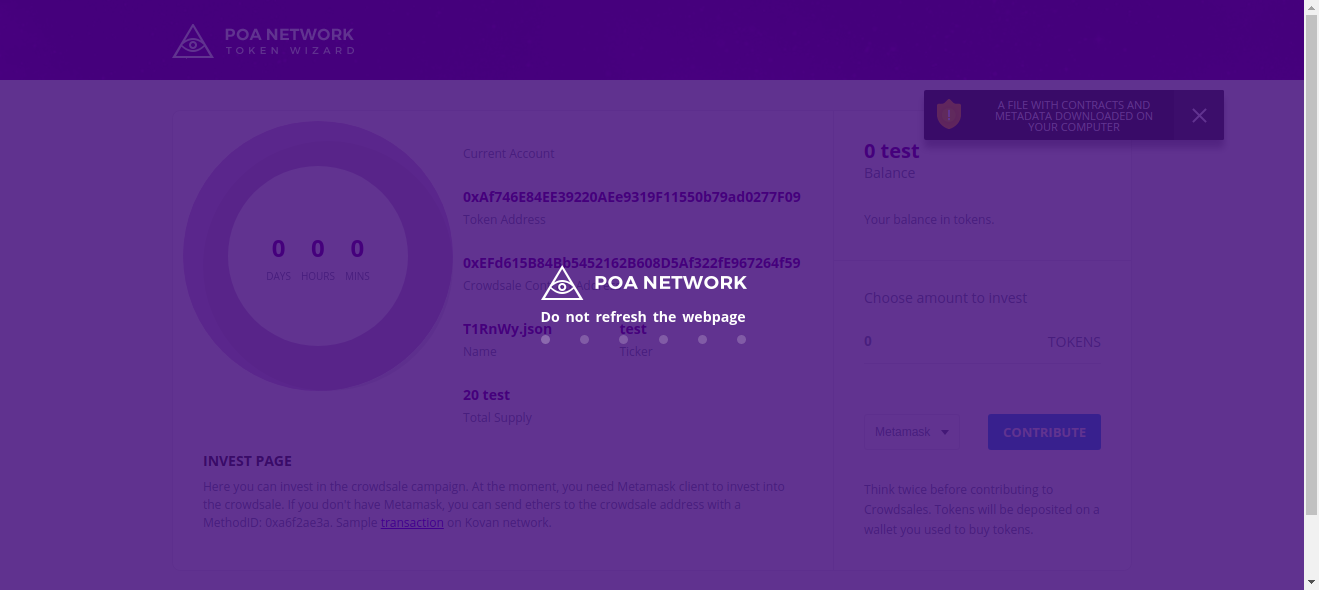 POA NETWORK
TOKEN WIZARD
A FILE WITH CONTRACTS AND
METADATA DOWNLOADED ON
YOUR COMPUTER
0 0 0
DAYS HOURS MINS
Current Account
0xAf746E84EE39220AEe9319F11550b79ad0277F09
Token Address
0xEFd615B84Bb5452162B608D5Af322fE967264f59
Crowdsale
POA NETWORK
Do not refresh the webpage
T1RnWy.json test
Name Ticker
20 test
Total Supply
INVEST PAGE
Here you can invest in the crowdsale campaign. At the moment, you need Metamask client to invest into
the crowdsale. If you don't have Metamask, you can send ethers to the crowdsale address with a
MethodID: 0xa6f2ae3a. Sample transaction on Kovan network.
0 test
Balance
Your balance in tokens.
Choose amount to invest
0 TOKENS
Metamask CONTRIBUTE
Think twice before contributing to
Crowdsales. Tokens will be deposited on a
wallet you used to buy tokens.